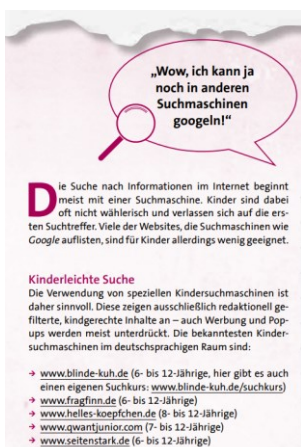 „Wow, ich kann ja
noch in anderen
Suchmaschinen
googeln!“
Die Suche nach Informationen im Internet beginnt
meist mit einer Suchmaschine. Kinder sind dabei
oft nicht wählerisch und verlassen sich auf die ers-
ten Suchtreffer. Viele der Websites, die Suchmaschinen wie
Google auflisten, sind für Kinder allerdings wenig geeignet.
Kinderleichte Suche
Die Verwendung von speziellen Kindersuchmaschinen ist
daher sinnvoll. Diese zeigen ausschließlich redaktionell ge-
filterte, kindgerechte Inhalte an – auch Werbung und Pop-
ups werden meist unterdrückt. Die bekanntesten Kinder-
suchmaschinen im deutschsprachigen Raum sind:
→ www.blinde-kuh.de (6- bis 12-Jährige, hier gibt es auch
einen eigenen Suchkurs: www.blinde-kuh.de/suchkurs)
→ www.fragfinn.de (6- bis 12-Jährige)
→ www.helles-koepfchen.de (8- bis 12-Jährige)
→ www.qwantjunior.com (7- bis 12-Jährige)
→ www.seitenstark.de (6- bis 12-Jährige)